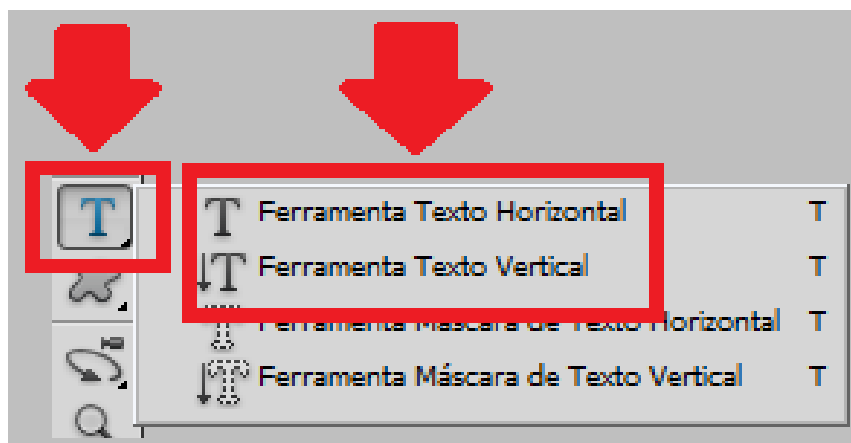 T
T Ferramenta Texto Horizontal T
T Ferramenta Texto Vertical T
Ferramenta Máscara de Texto Horizontal T
Ferramenta Máscara de Texto Vertical T